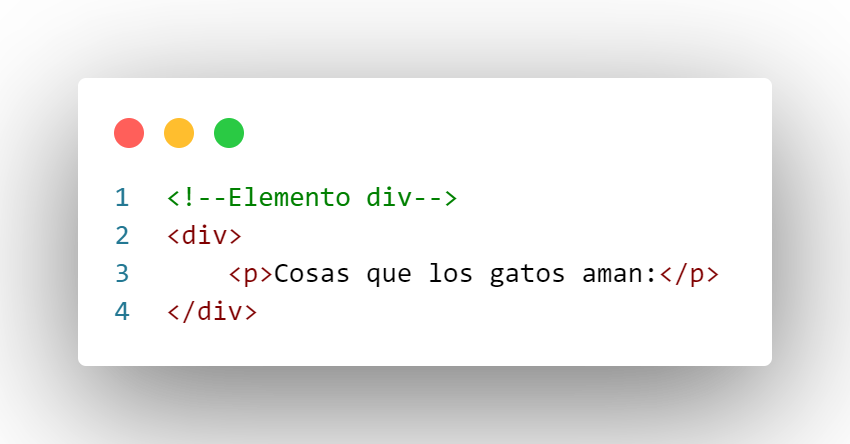 1 <!--Elemento div-->
2 <div>
3     <p>Cosas que los gatos aman:</p>
4 </div>